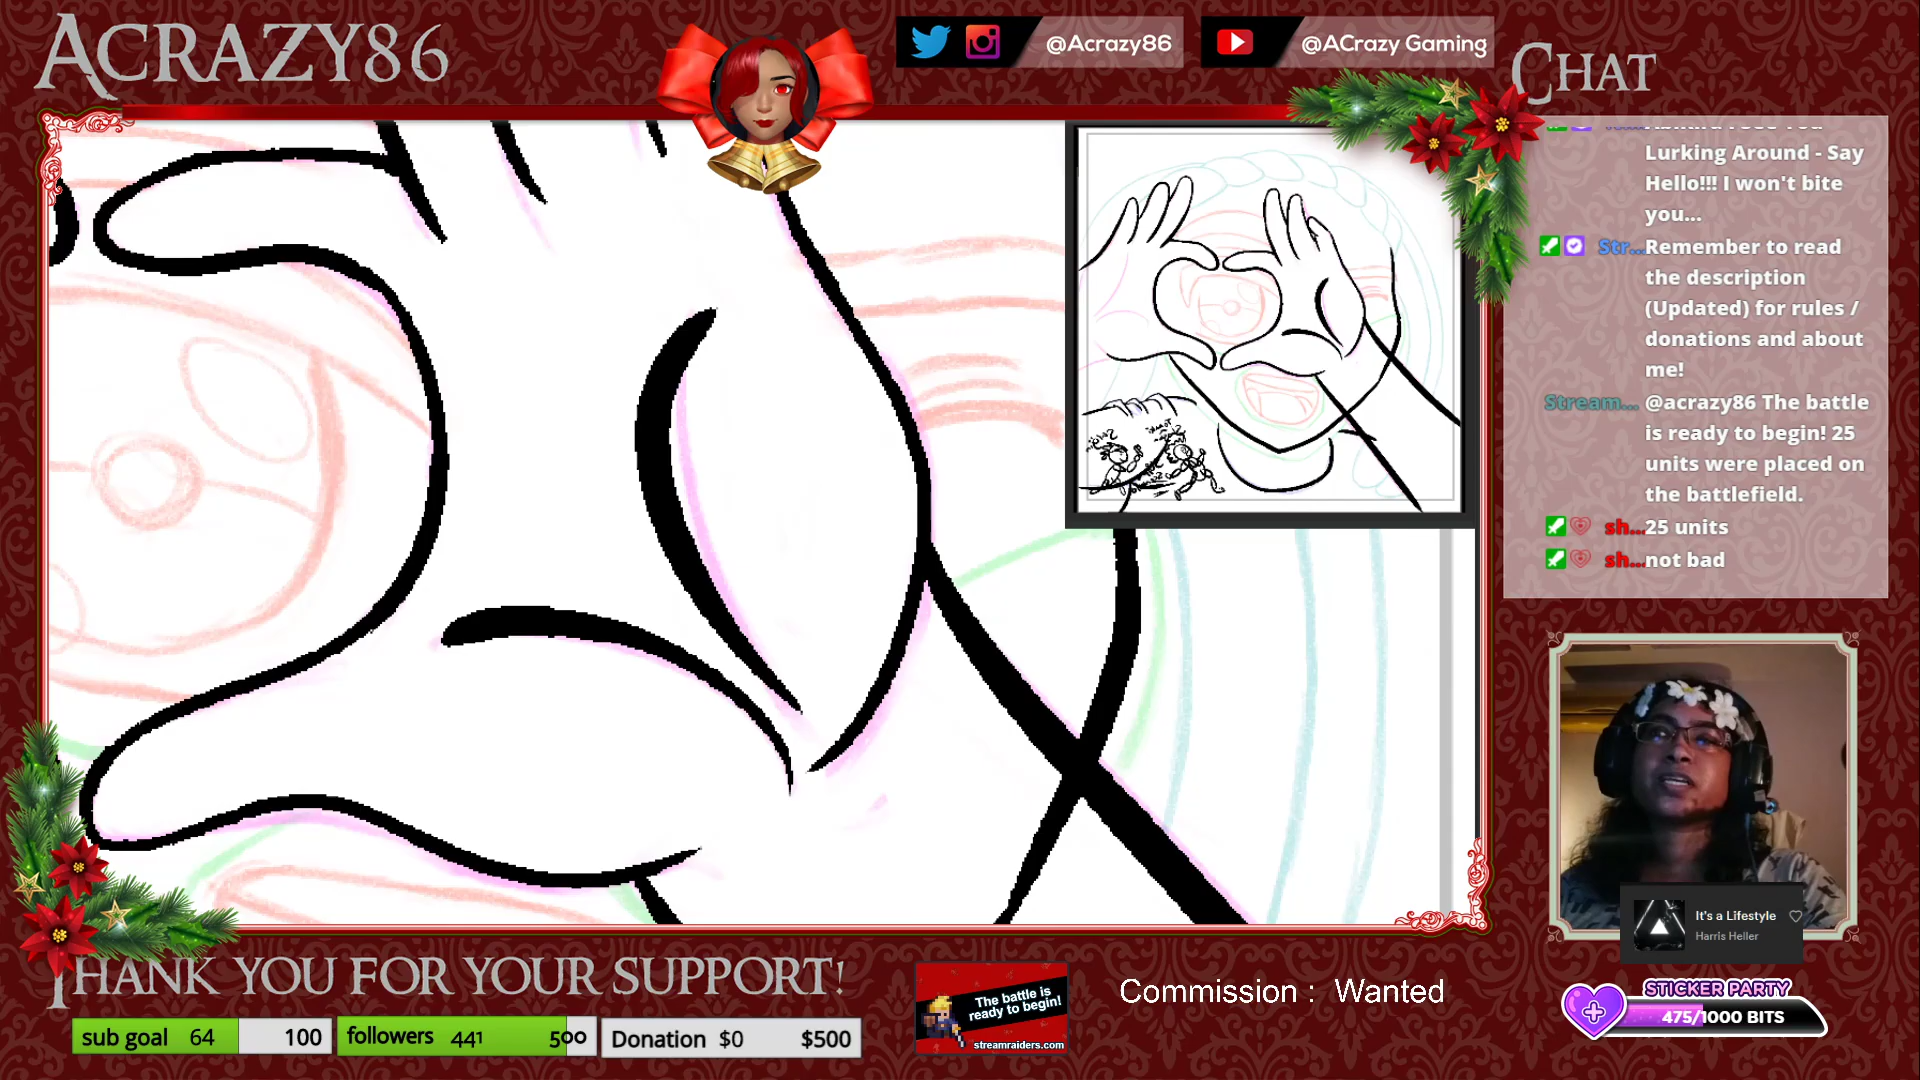 ACRAZY86
@Acrazy86
@ACrazy Gaming
CHAT
Lurking Around - Say
Hello!!! I won't bite
you...
Str...Remember to read
the description
(Updated) for rules /
donations and about
me!
Stream... @acrazy86 The battle
is ready to begin! 25
units were placed on
the battlefield.
sh...25 units
sh...not bad
It's a Lifestyle
Harris Heller
THANK YOU FOR YOUR SUPPORT!
sub goal 64 100
followers 441 500
Donation $0 $500
The battle is
ready to begin!
streamraiders.com
Commission : Wanted
STICKER PARTY
475/1000 BITS